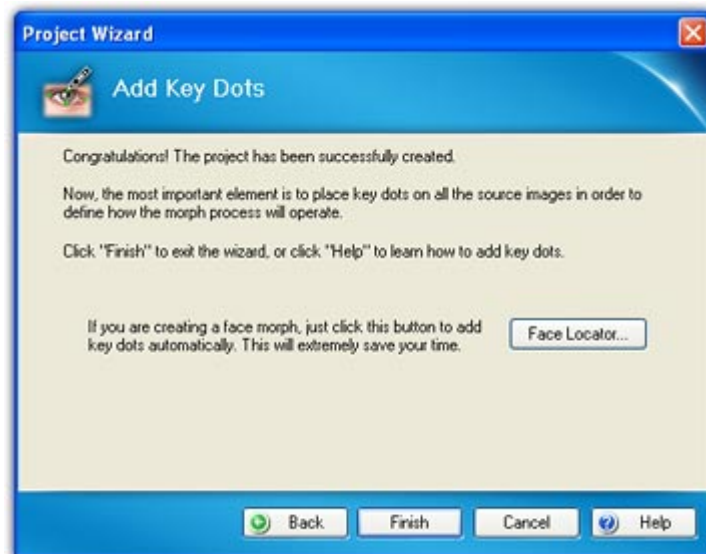 Project Wizard
Add Key Dots
Congratulations! The project has been successfully created.
Now, the most important element is to place key dots on all the source images in order to
define how the morph process will operate.
Click "Finish" to exit the wizard, or click "Help" to learn how to add key dots.
If you are creating a face morph, just click this button to add
key dots automatically. This will extremely save your time.
Face Locator...
Back
Finish
Cancel
Help